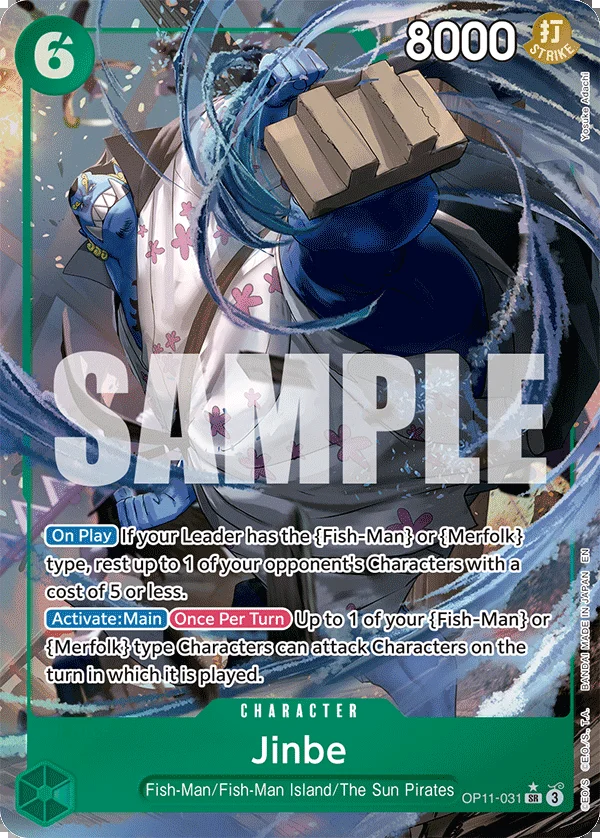 6
8000
打
STRIKE
Yosuke Adachi
SAMPLE
On Play If your Leader has the {Fish-Man} or {Merfolk}
type, rest up to 1 of your opponent's Characters with a
cost of 5 or less.
Activate:Main Once Per Turn Up to 1 of your {Fish-Man} or
{Merfolk} type Characters can attack Characters on the
turn in which it is played.
©E.O/S., T.A. BANDAI MADE IN JAPAN EN
CHARACTER
Jinbe
Fish-Man/Fish-Man Island/The Sun Pirates
OP11-031 SR 3